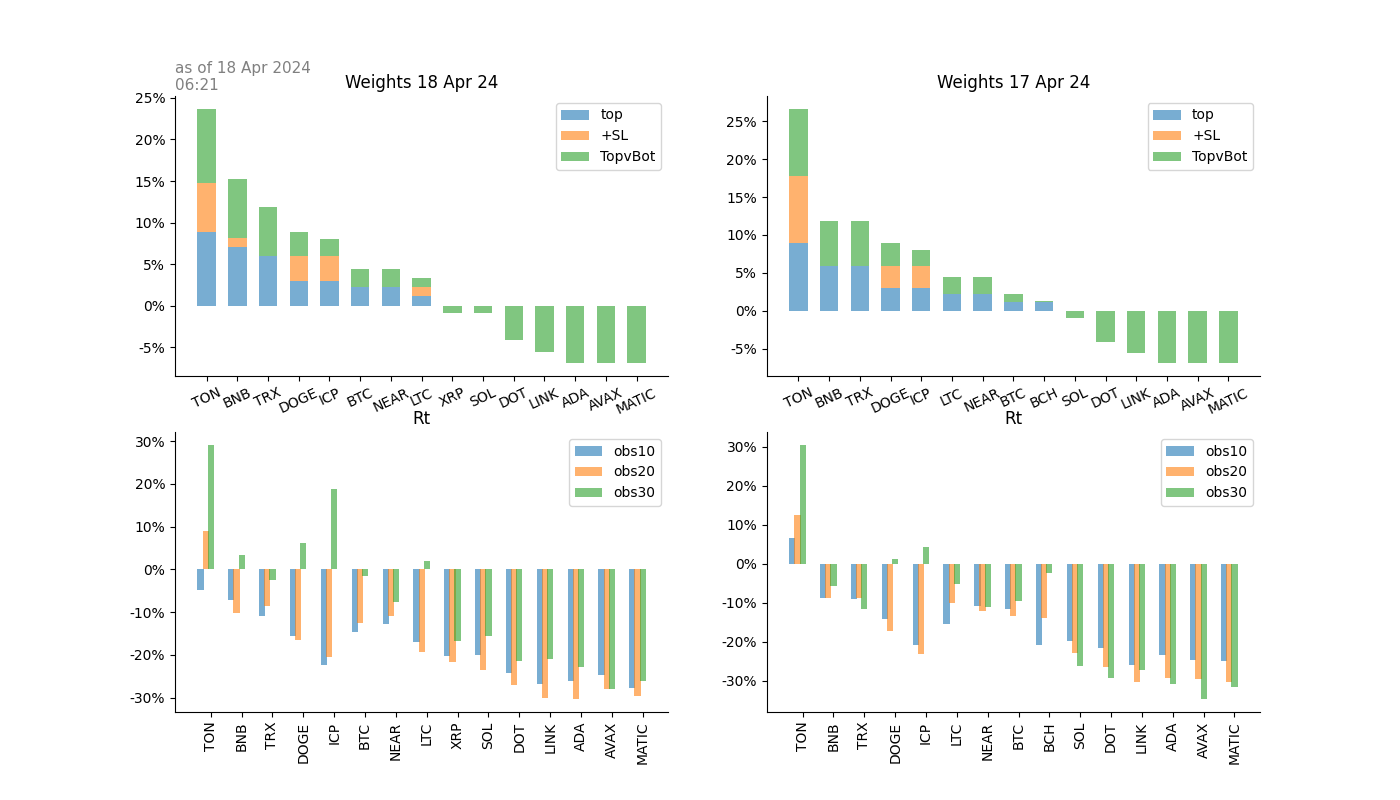 as of 18 Apr 2024
06:21
Weights 18 Apr 24
25%
20%
15%
10%
5%
0%
-5%
top
+SL
TopvBot
TON BNB TRX DOGE ICP BTC NEAR LTC XRP SOL DOT LINK ADA AVAX MATIC
Weights 17 Apr 24
25%
20%
15%
10%
5%
0%
-5%
top
+SL
TopvBot
TON BNB TRX DOGE ICP LTC NEAR BTC BCH SOL DOT LINK ADA AVAX MATIC
Rt
30%
20%
10%
0%
-10%
-20%
-30%
obs10
obs20
obs30
TON BNB TRX DOGE ICP BTC NEAR LTC XRP SOL DOT LINK ADA AVAX MATIC
Rt
30%
20%
10%
0%
-10%
-20%
-30%
obs10
obs20
obs30
TON BNB TRX DOGE ICP LTC NEAR BTC BCH SOL DOT LINK ADA AVAX MATIC